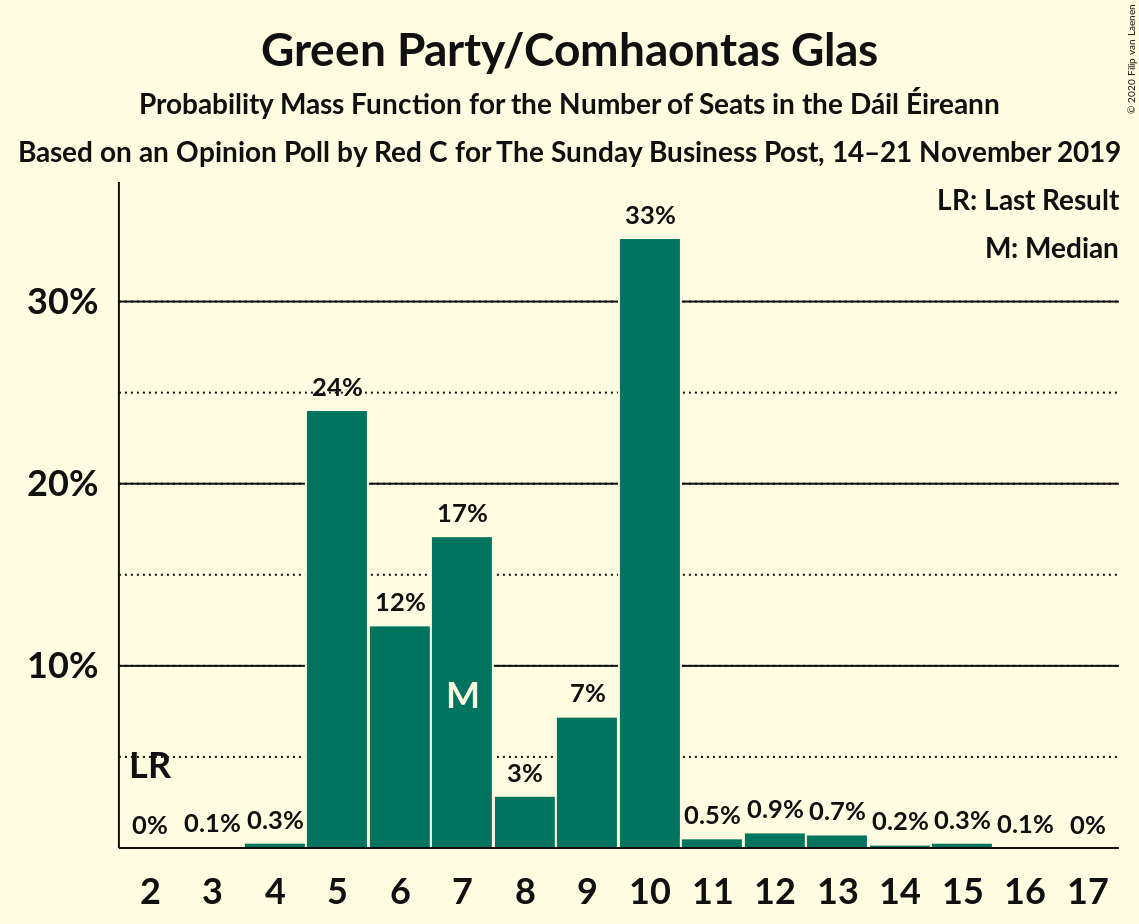 Green Party/Comhaontas Glas
Probability Mass Function for the Number of Seats in the Dáil Éireann
Based on an Opinion Poll by Red C for The Sunday Business Post, 14–21 November 2019
© 2020 Filip van Laenen
LR: Last Result
M: Median
30%
20%
10%
33%
24%
17%
12%
7%
3%
0%
0.1%
0.3%
0.5%
0.9%
0.7%
0.2%
0.3%
0.1%
0%
LR
M
2 3 4 5 6 7 8 9 10 11 12 13 14 15 16 17